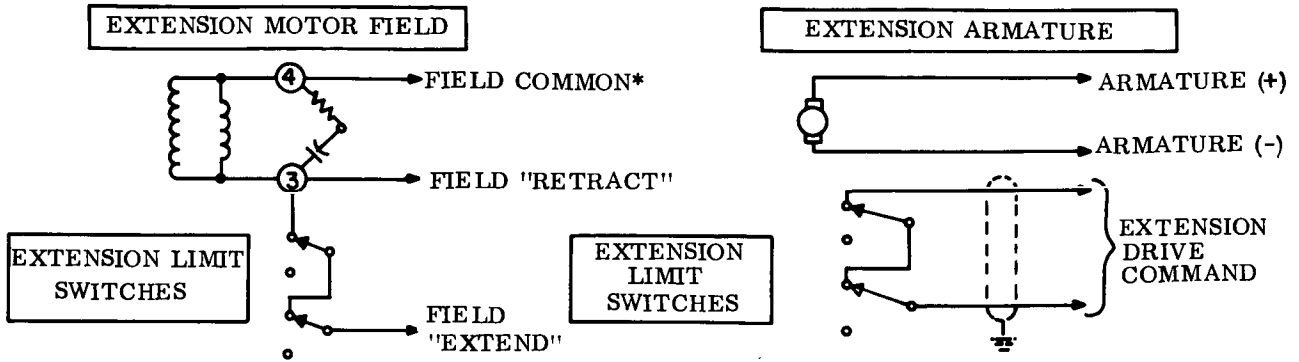 EXTENSION MOTOR FIELD
4
FIELD COMMON*
3
FIELD "RETRACT"
EXTENSION LIMIT
SWITCHES
FIELD
"EXTEND"
EXTENSION ARMATURE
ARMATURE (+)
ARMATURE (-)
EXTENSION
LIMIT
SWITCHES
EXTENSION
DRIVE
COMMAND